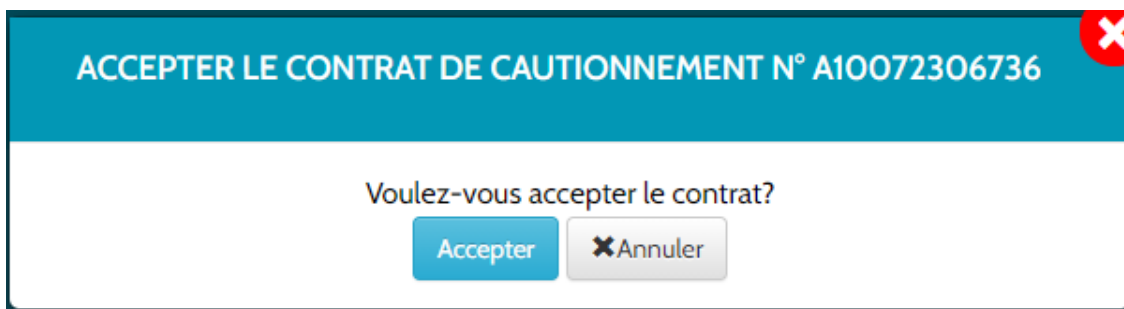 ACCEPTER LE CONTRAT DE CAUTIONNEMENT N° A10072306736
Voulez-vous accepter le contrat?
Accepter
Annuler